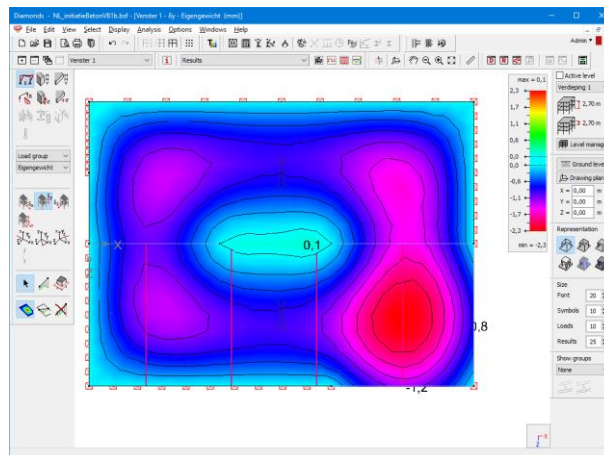 Diamonds - NL_initiatieBetonVB1b.bsf - [Venster 1 - δy - Eigengewicht (mm)]
File Edit View Select Display Analysis Options Windows Help
Admin
Venster 1
Results
Active level
Verdieping 1
2,70 m
2,70 m
Level manag
Ground leve
Drawing plan
X = 0,00 m
Y = 0,00 m
Z = 0,00 m
Representation
Size
Font 20
Symbols 10
Loads 10
Results 25
Show groups
None
Load group
Eigengewicht
max = 0,1
2,3
1,7
1,1
0,6
0,0
0,0
-0,6
-1,1
-1,7
-2,3
min = -2,3
X
0,1
0,8
-1,2